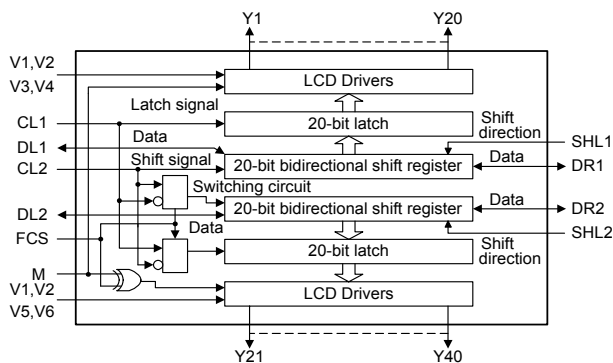 Y1
Y20
V1,V2
LCD Drivers
V3,V4
Latch signal
CL1
20-bit latch
Shift
direction
SHL1
Data
DL1
20-bit bidirectional shift register
Data
DR1
Shift signal
CL2
Switching circuit
Data
DL2
20-bit bidirectional shift register
DR2
Data
FCS
SHL2
20-bit latch
Shift
direction
M
V1,V2
LCD Drivers
V5,V6
Y21
Y40